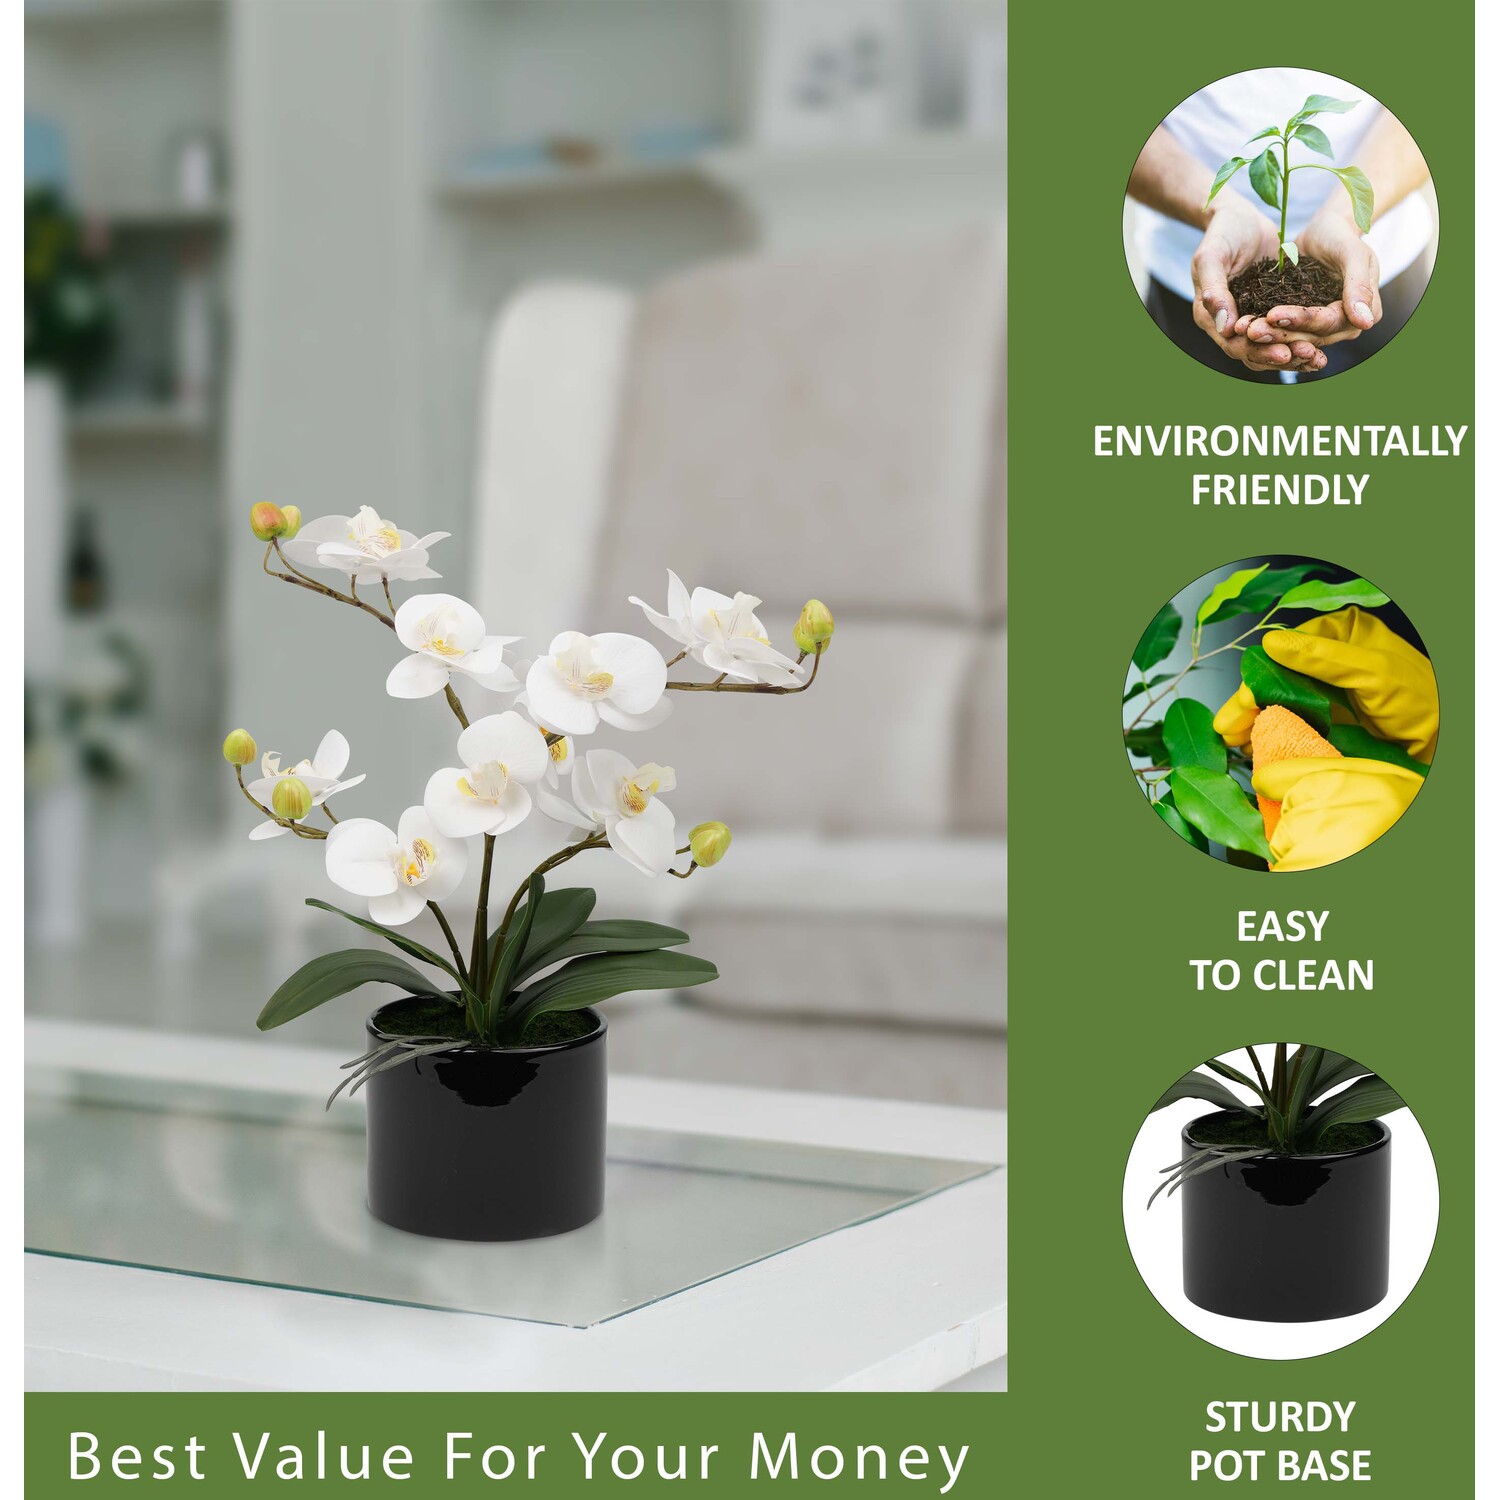 ENVIRONMENTALLY
FRIENDLY
EASY
TO CLEAN
STURDY
POT BASE
Best Value For Your Money